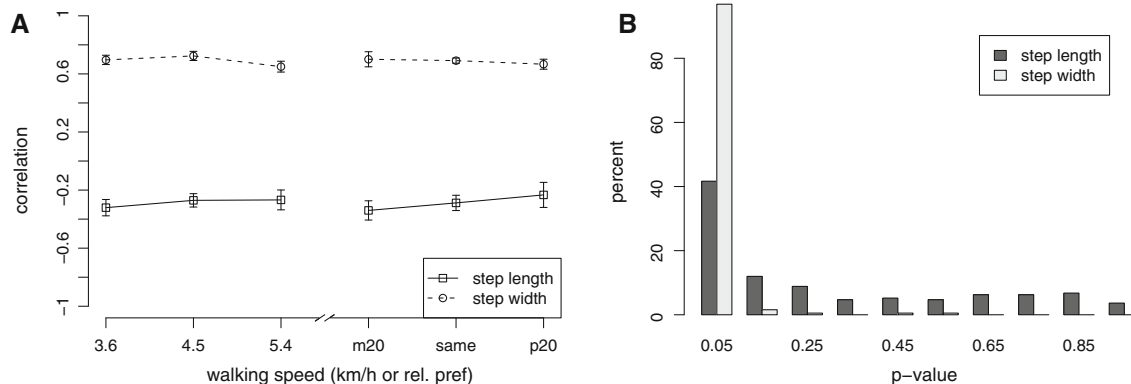 A
correlation
1
0.6
0.2
−0.2
−0.6
−1
step length
step width
3.6
4.5
5.4
m20
same
p20
walking speed (km/h or rel. pref)
B
percent
80
60
40
20
0
step length
step width
0.05
0.25
0.45
0.65
0.85
p−value